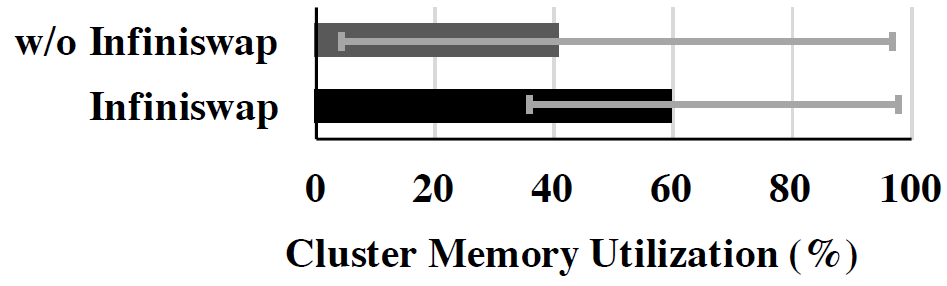 w/o Infiniswap
Infiniswap
0 20 40 60 80 100
Cluster Memory Utilization (%)